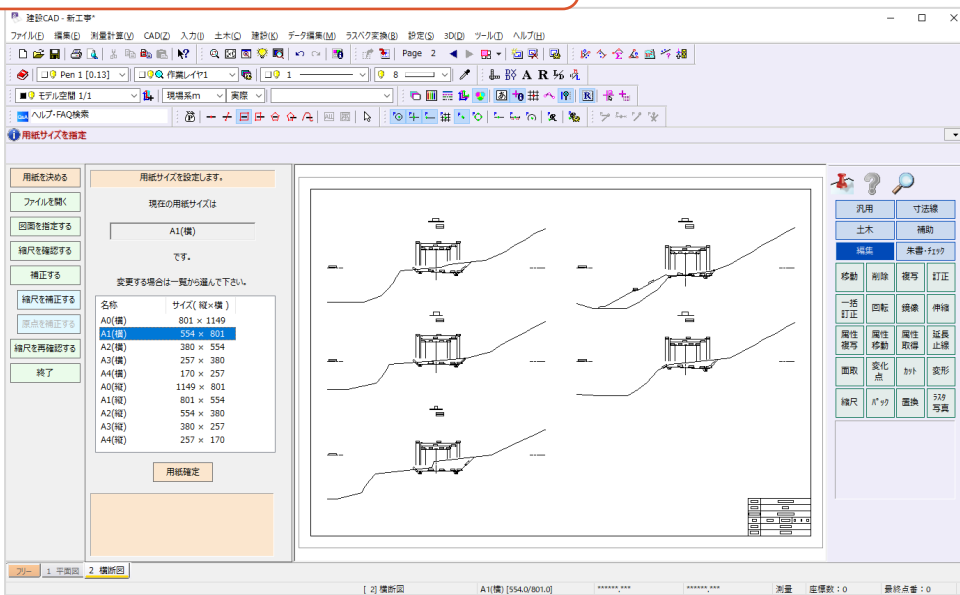 建設CAD - 新工事*
ファイル(F) 編集(E) 測量計算(V) CAD(Z) 入力(I) 土木(C) 建設(K) データ編集(M) ラスベク変換(B) 設定(S) 3D(D) ツール(T) ヘルプ(H)
Page 2
Pen 1 [0.13] 作業レイヤ1 1 8
モデル空間 1/1 現場系m 実際
ヘルプ・FAQ検索
用紙サイズを指定
用紙を決める
ファイルを開く
図面を指定する
縮尺を確認する
補正する
縮尺を補正する
原点を補正する
縮尺を再確認する
終了
用紙サイズを設定します。
現在の用紙サイズは
A1(横)
です。
変更する場合は一覧から選んで下さい。
名称 サイズ( 縦×横 )
A0(横) 801 × 1149
A1(横) 554 × 801
A2(横) 380 × 554
A3(横) 257 × 380
A4(横) 170 × 257
A0(縦) 1149 × 801
A1(縦) 801 × 554
A2(縦) 554 × 380
A3(縦) 380 × 257
A4(縦) 257 × 170
用紙確定
汎用 寸法線
土木 補助
編集 朱書・チェック
移動 削除 複写 訂正
一括訂正 回転 鏡像 伸縮
属性複写 属性移動 属性取得 延長止線
面取 変化点 カット 変形
縮尺 パック 置換 ラスタ写真
フリー 1 平面図 2 横断図
[ 2] 横断図 A1(横) [554.0/801.0] ******.*** ******.*** 測量 座標数：0 最終点番：0